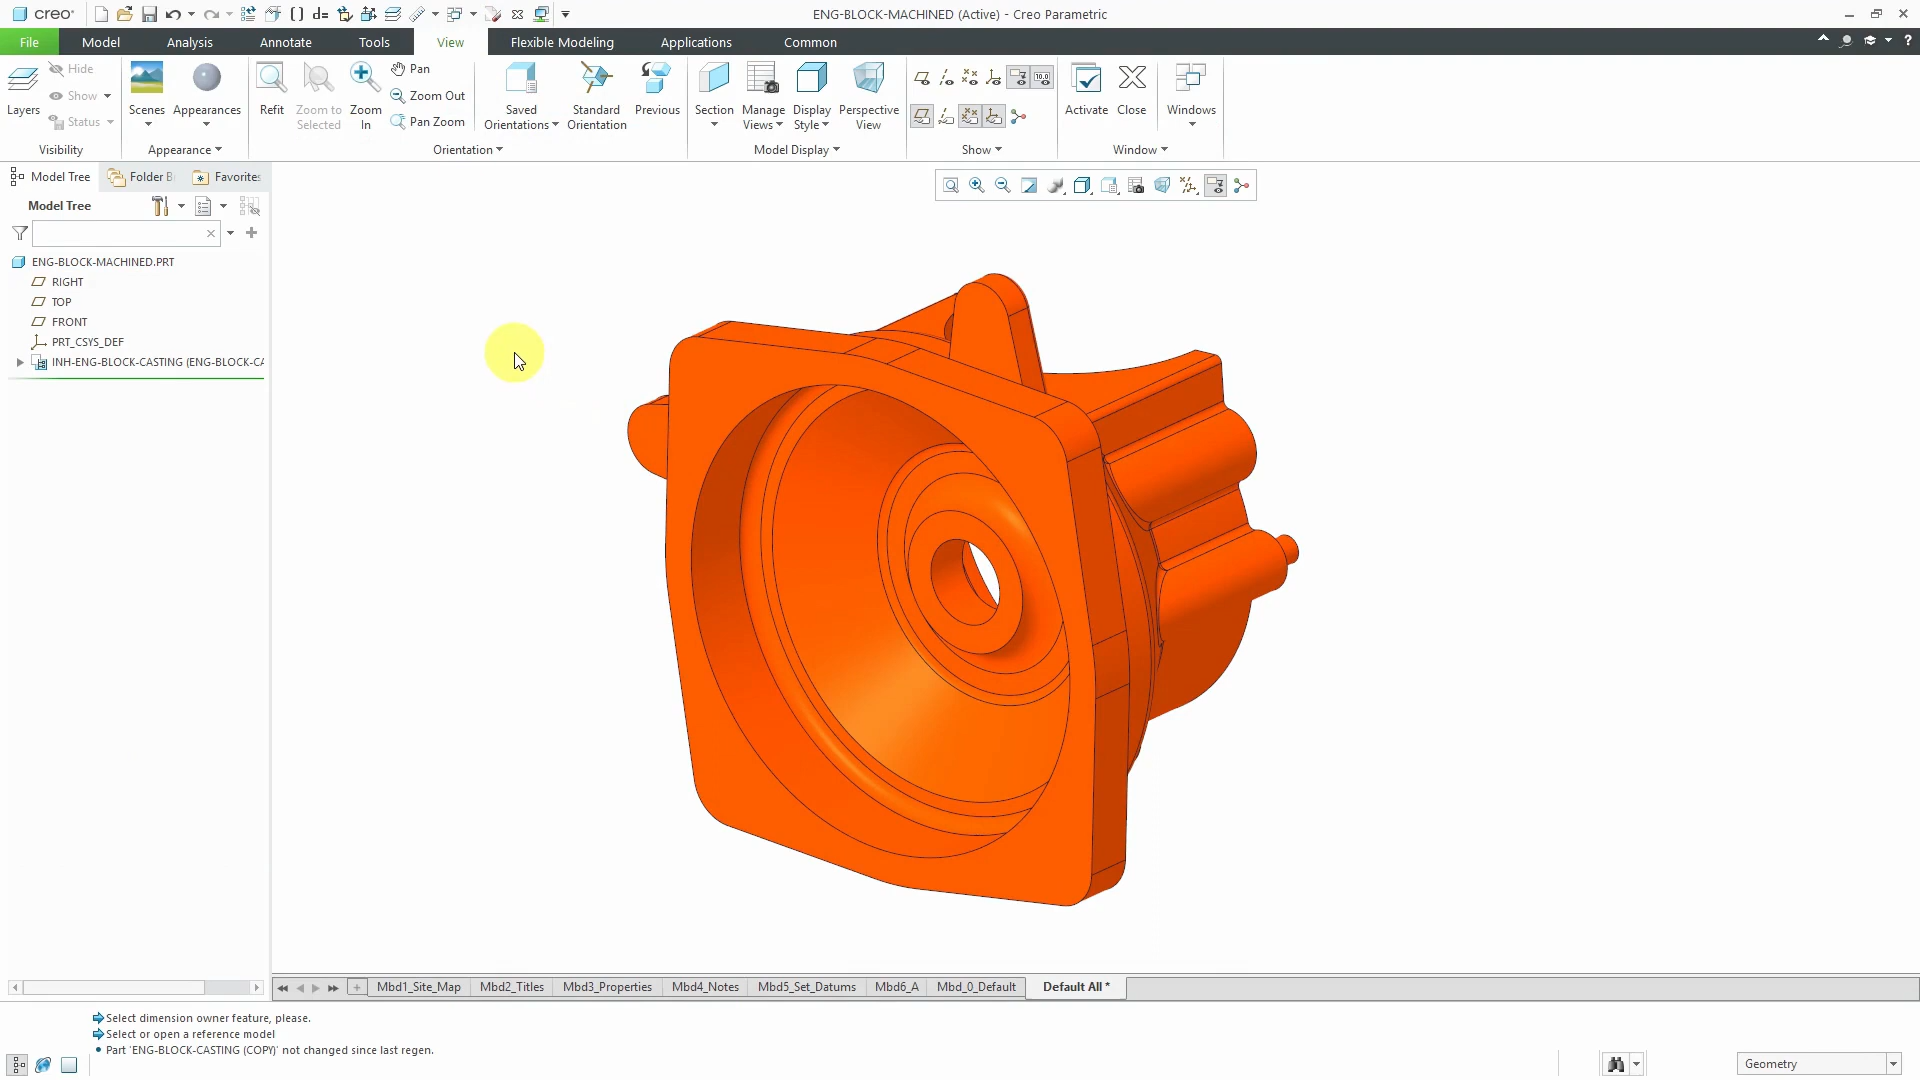 creo
d=
ENG-BLOCK-MACHINED (Active) - Creo Parametric
File Model Analysis Annotate Tools View Flexible Modeling Applications Common
?
Layers
Hide
Show
Status
Visibility
Scenes
Appearances
Appearance
Refit
Zoom to
Selected
Zoom
In
Pan
Zoom Out
Pan Zoom
Saved
Orientations
Standard
Orientation
Previous
Orientation
Section
Manage
Views
Display
Style
Perspective
View
Model Display
10.0
Show
Activate
Close
Windows
Window
Model Tree
Folder B
Favorites
Model Tree
ENG-BLOCK-MACHINED.PRT
RIGHT
TOP
FRONT
PRT_CSYS_DEF
INH-ENG-BLOCK-CASTING (ENG-BLOCK-CA
Mbd1_Site_Map Mbd2_Titles Mbd3_Properties Mbd4_Notes Mbd5_Set_Datums Mbd6_A Mbd_0_Default Default All *
Select dimension owner feature, please.
Select or open a reference model
• Part 'ENG-BLOCK-CASTING (COPY)' not changed since last regen.
Geometry